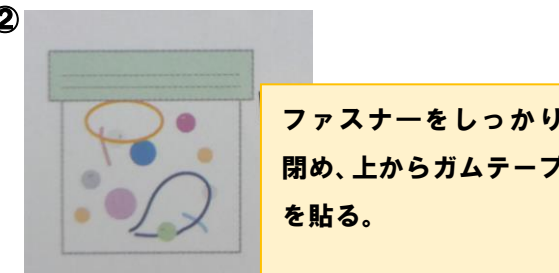 ②
ファスナーをしっかり
閉め、上からガムテープ
を貼る。